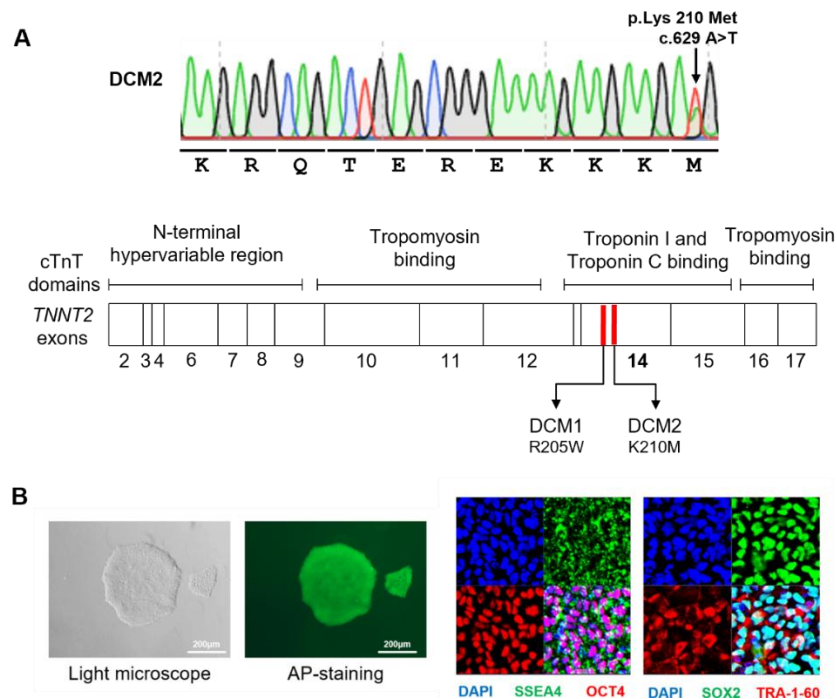 A
p.Lys 210 Met
c.629 A>T
DCM2
K R Q T E R E K K K M
cTnT
domains
N-terminal
hypervariable region
Tropomyosin
binding
Troponin I and
Troponin C binding
Tropomyosin
binding
TNNT2
exons
2 3 4 6 7 8 9 10 11 12 14 15 16 17
DCM1
R205W
DCM2
K210M
B
200µm
200µm
Light microscope
AP-staining
DAPI SSEA4 OCT4
DAPI SOX2 TRA-1-60